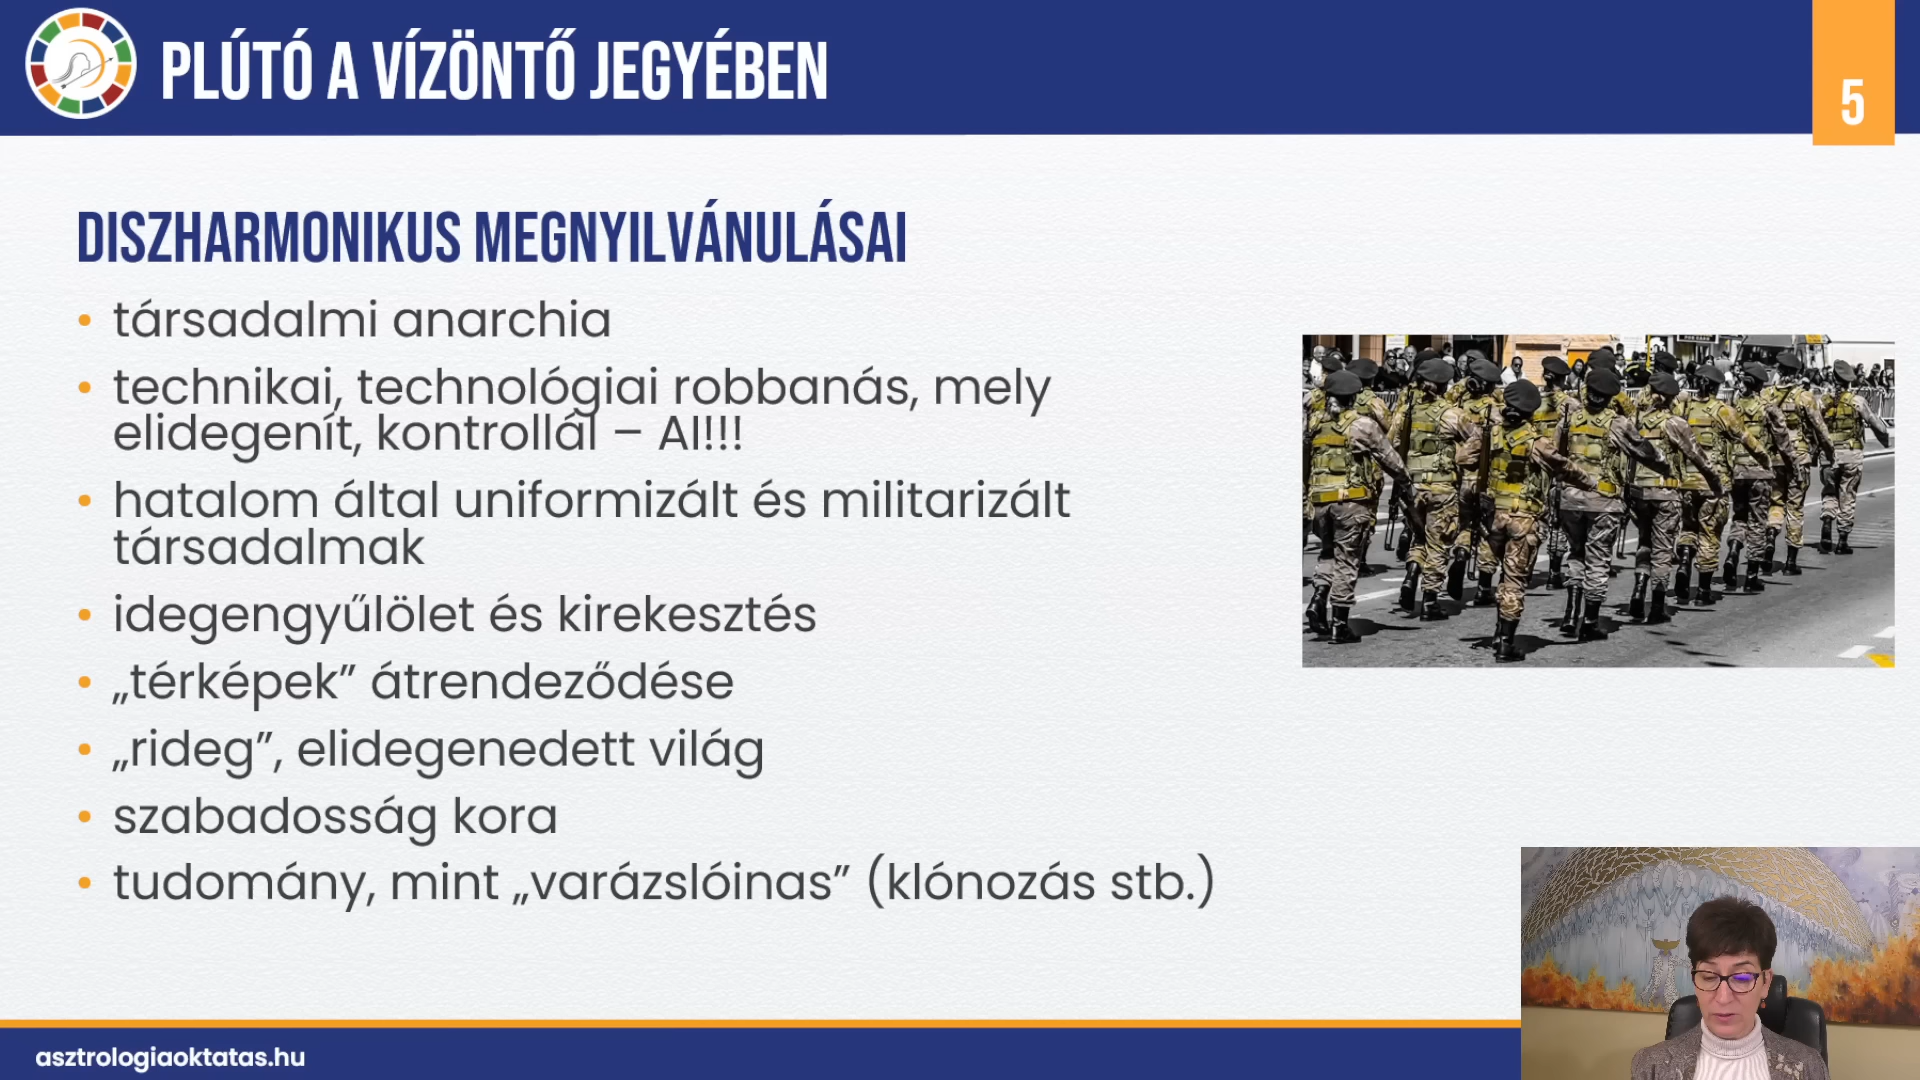 PLÚTÓ A VÍZÖNTŐ JEGYÉBEN
5
DISZHARMONIKUS MEGNYILVÁNULÁSAI
• társadalmi anarchia
• technikai, technológiai robbanás, mely
elidegenít, kontrollál – AI!!!
• hatalom által uniformizált és militarizált
társadalmak
• idegengyűlölet és kirekesztés
• „térképek” átrendeződése
• „rideg”, elidegenedett világ
• szabadosság kora
• tudomány, mint „varázslóinas” (klónozás stb.)
asztrologiaoktatas.hu